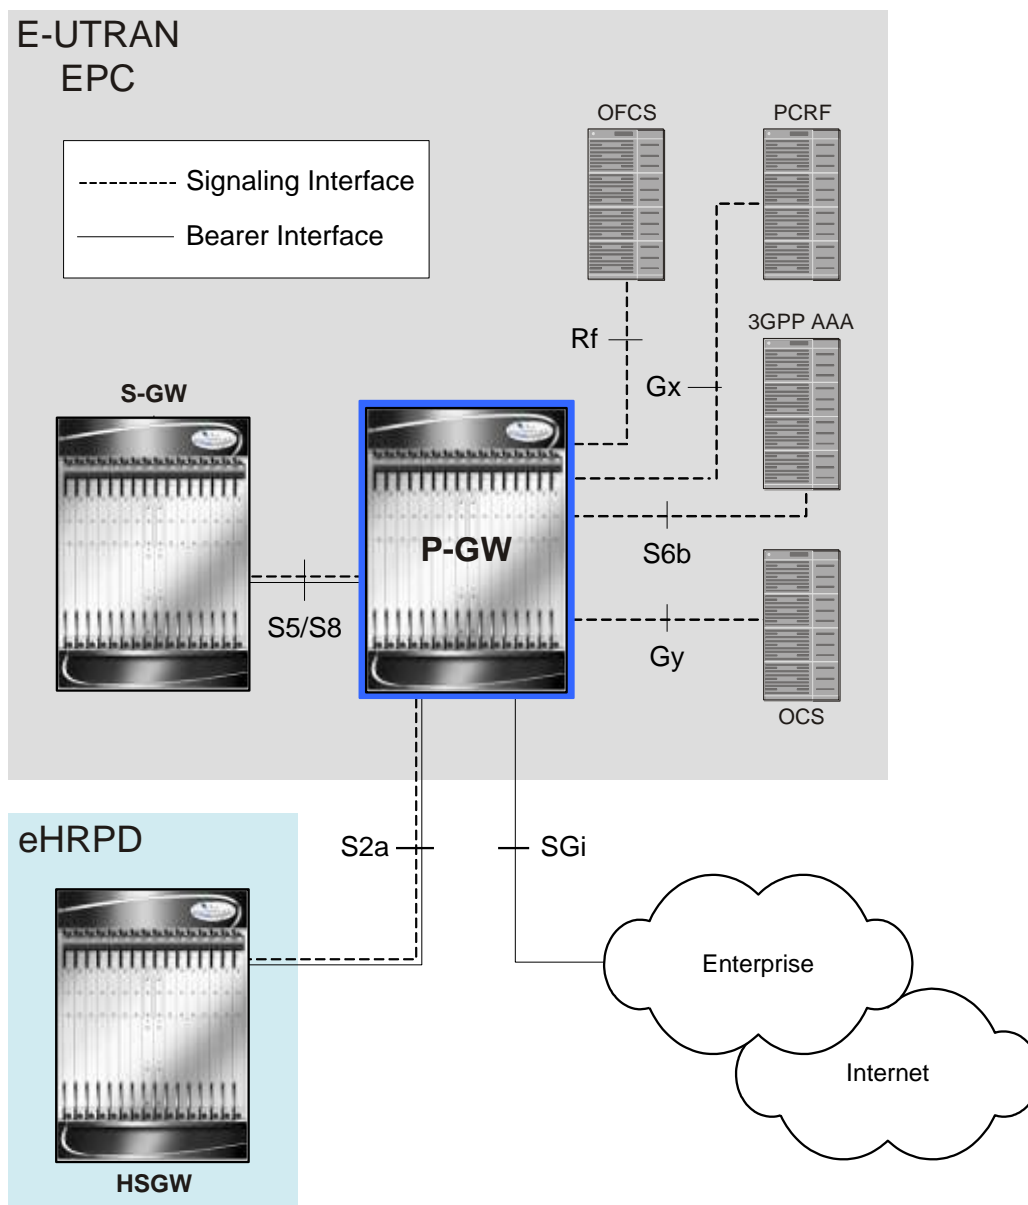 E-UTRAN
EPC
Signaling Interface
Bearer Interface
OFCS
PCRF
3GPP AAA
Rf
Gx
S-GW
P-GW
S6b
S5/S8
Gy
OCS
eHRPD
S2a
SGi
Enterprise
Internet
HSGW